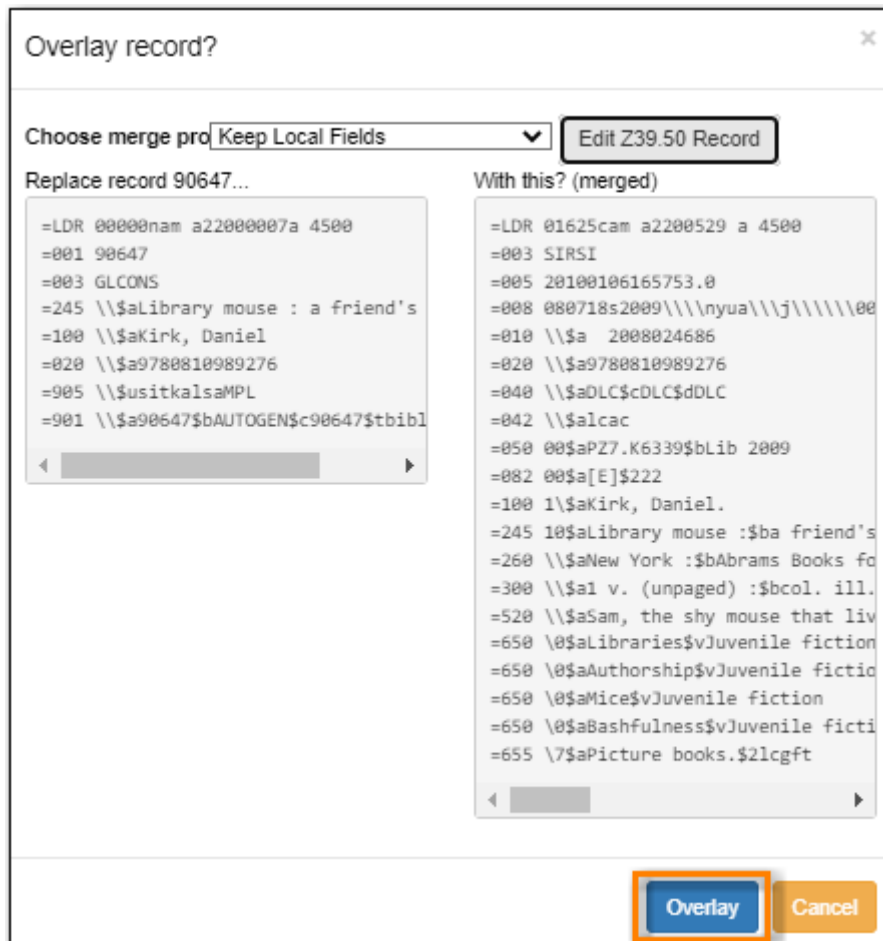 Overlay record?
×
Choose merge pro Keep Local Fields Edit Z39.50 Record
Replace record 90647...
=LDR 00000nam a22000007a 4500
=001 90647
=003 GLCONS
=245 \\$aLibrary mouse : a friend's
=100 \\$aKirk, Daniel
=020 \\$a9780810989276
=905 \\$usitkalsaMPL
=901 \\$a90647$bAUTOGEN$c90647$tbibl
With this? (merged)
=LDR 01625cam a2200529 a 4500
=003 SIRSI
=005 20100106165753.0
=008 080718s2009\\\\nyua\\\j\\\\\\00
=010 \\$a  2008024686
=020 \\$a9780810989276
=040 \\$aDLC$cDLC$dDLC
=042 \\$alcac
=050 00$aPZ7.K6339$bLib 2009
=082 00$a[E]$222
=100 1\$aKirk, Daniel.
=245 10$aLibrary mouse :$ba friend's
=260 \\$aNew York :$bAbrams Books fo
=300 \\$a1 v. (unpaged) :$bcol. ill.
=520 \\$aSam, the shy mouse that liv
=650 \0$aLibraries$vJuvenile fiction
=650 \0$aAuthorship$vJuvenile fictio
=650 \0$aMice$vJuvenile fiction
=650 \0$aBashfulness$vJuvenile ficti
=655 \7$aPicture books.$2lcgft
Overlay Cancel